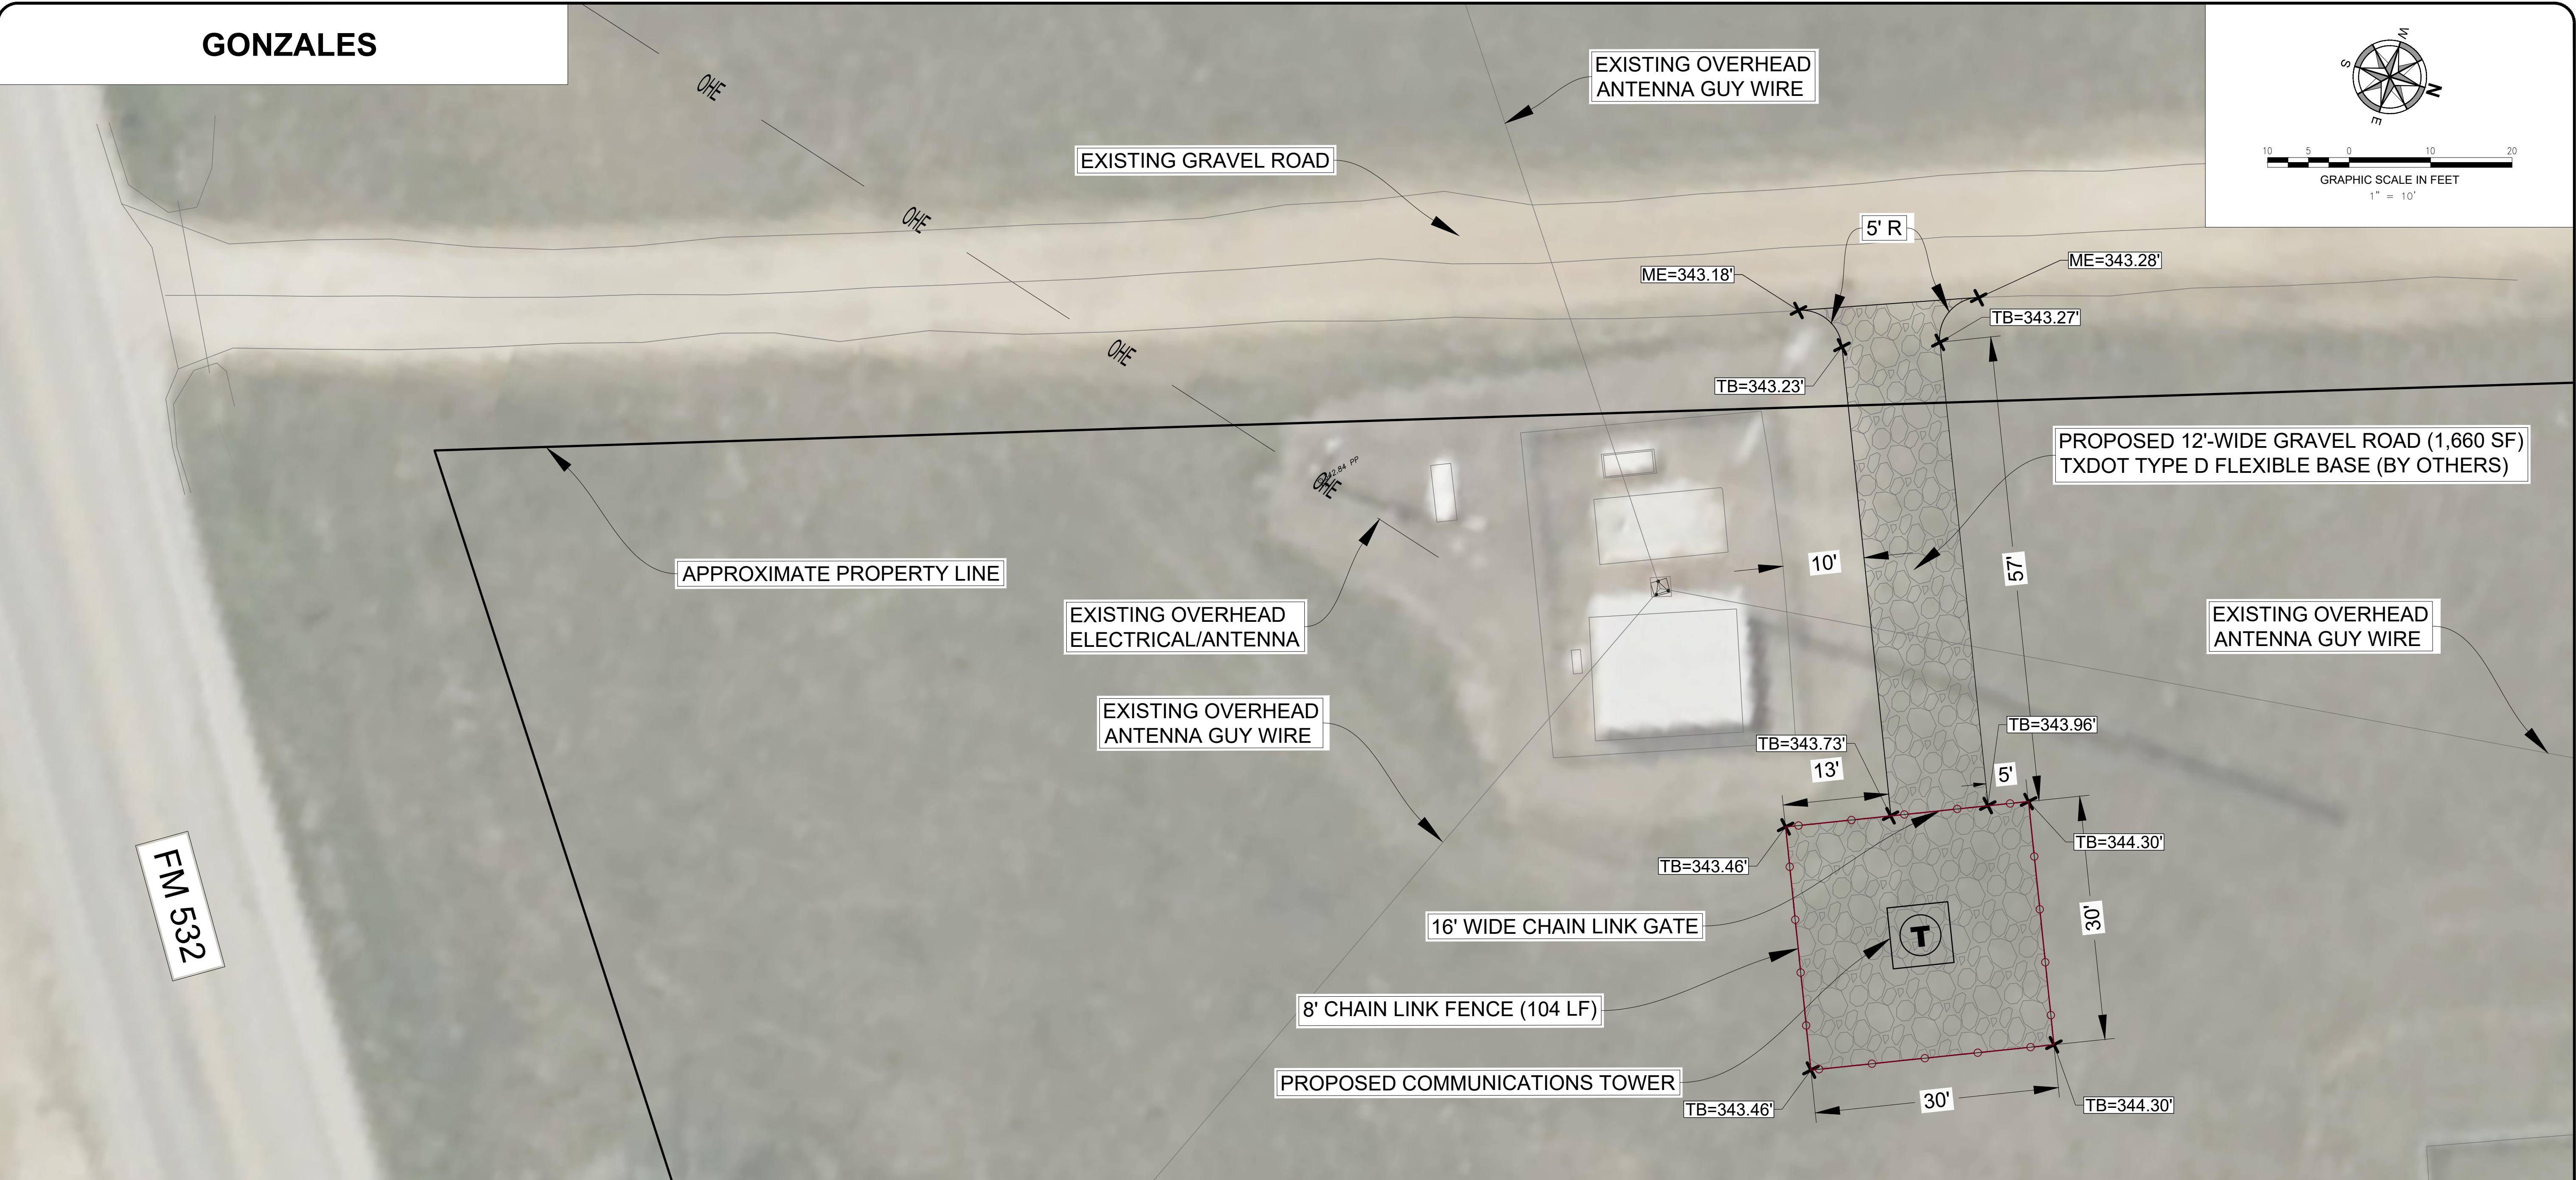 GONZALES
OHE
OHE
OHE
OHE
EXISTING OVERHEAD
ANTENNA GUY WIRE
W
S
N
E
10 5 0 10 20
GRAPHIC SCALE IN FEET
1" = 10'
EXISTING GRAVEL ROAD
5' R
ME=343.18'
ME=343.28'
TB=343.27'
TB=343.23'
PROPOSED 12'-WIDE GRAVEL ROAD (1,660 SF)
TXDOT TYPE D FLEXIBLE BASE (BY OTHERS)
APPROXIMATE PROPERTY LINE
10'
57'
EXISTING OVERHEAD
ELECTRICAL/ANTENNA
EXISTING OVERHEAD
ANTENNA GUY WIRE
EXISTING OVERHEAD
ANTENNA GUY WIRE
TB=343.96'
TB=343.73'
13'
5'
TB=344.30'
TB=343.46'
FM 532
16' WIDE CHAIN LINK GATE
T
30'
8' CHAIN LINK FENCE (104 LF)
PROPOSED COMMUNICATIONS TOWER
30'
TB=343.46'
TB=344.30'